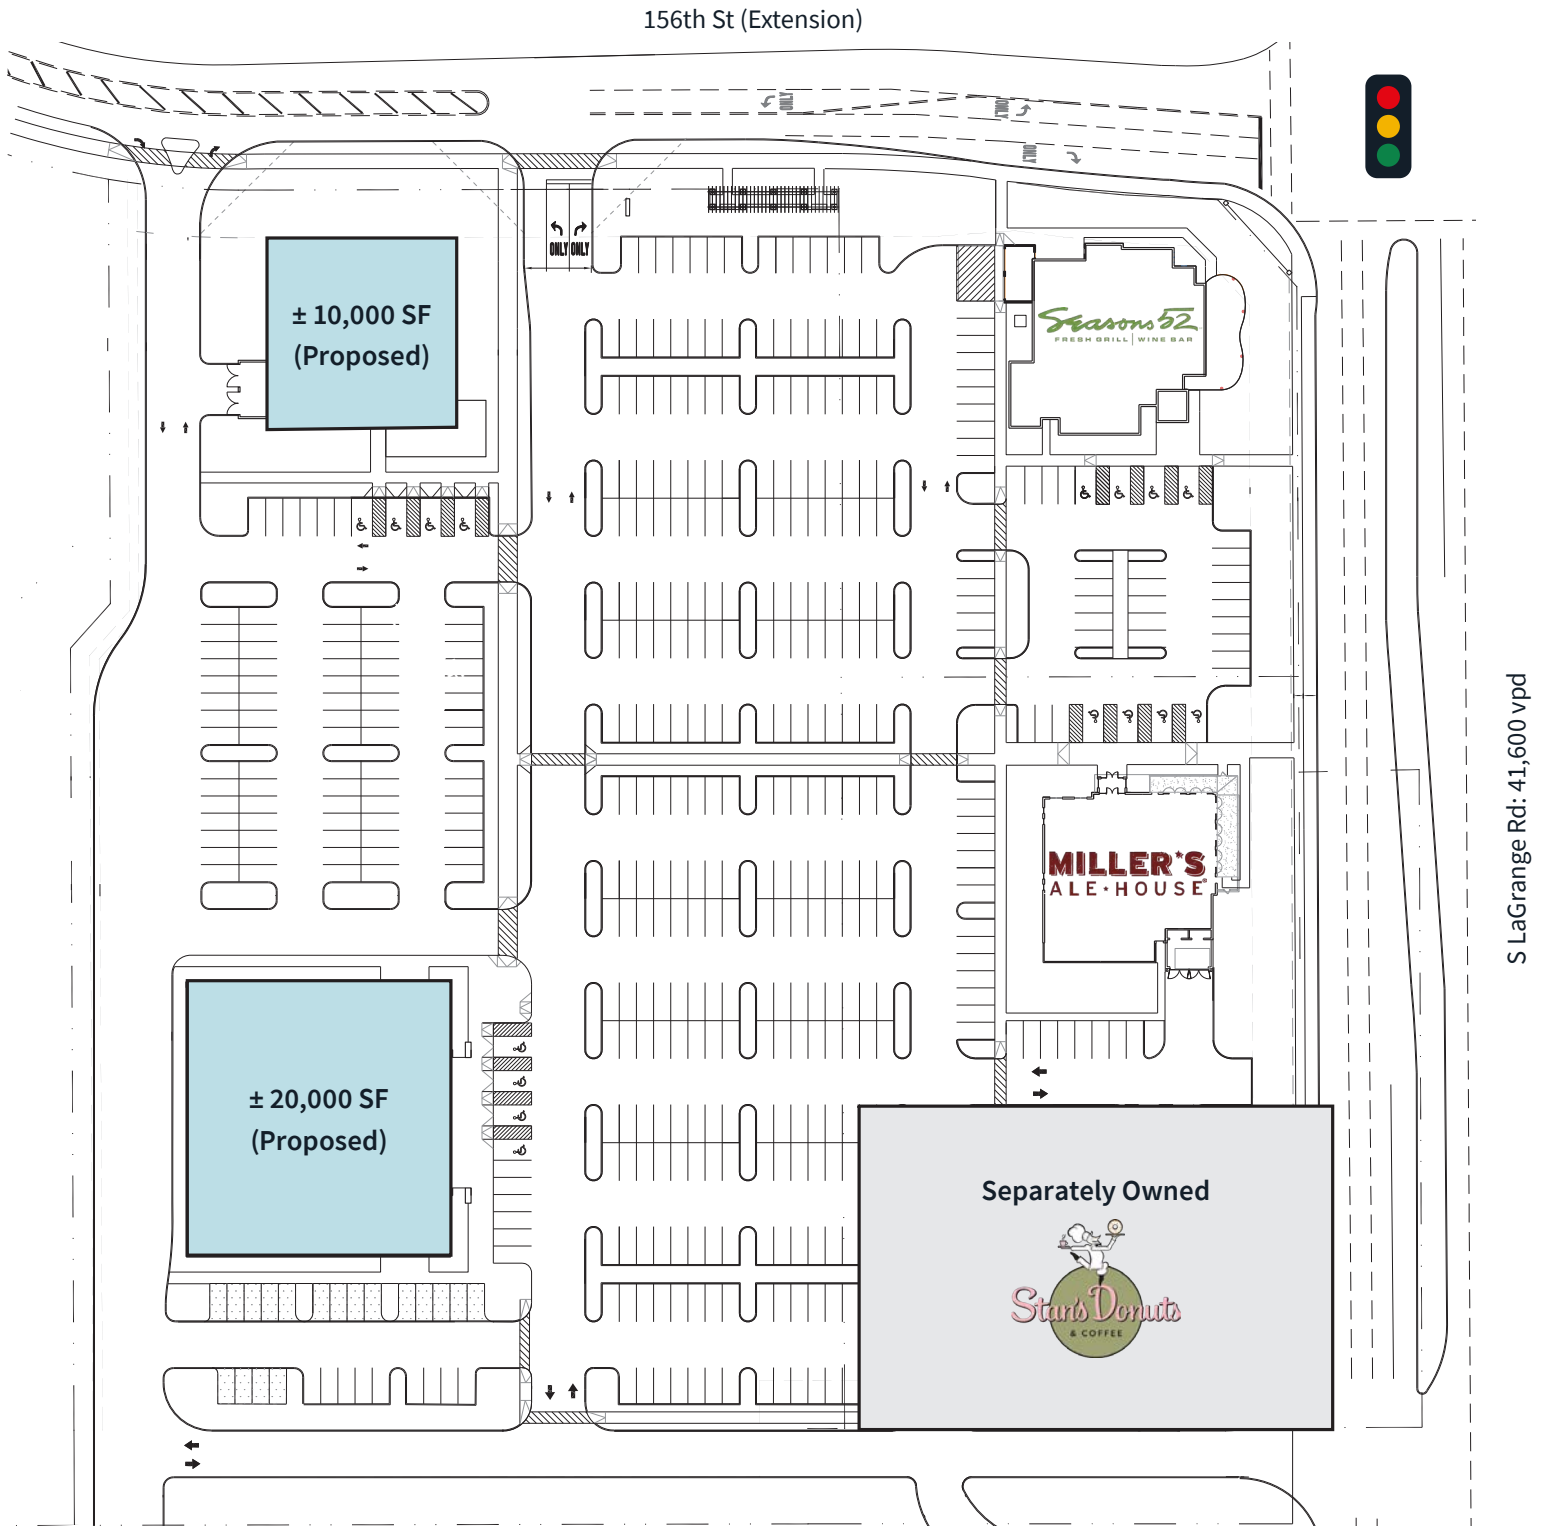 156th St (Extension)
ONLY
ONLY
ONLY
ONLY ONLY
± 10,000 SF
(Proposed)
Seasons 52
FRESH GRILL | WINE BAR
S LaGrange Rd: 41,600 vpd
MILLER'S
ALE • HOUSE®
± 20,000 SF
(Proposed)
Separately Owned
Stan's Donuts
& COFFEE